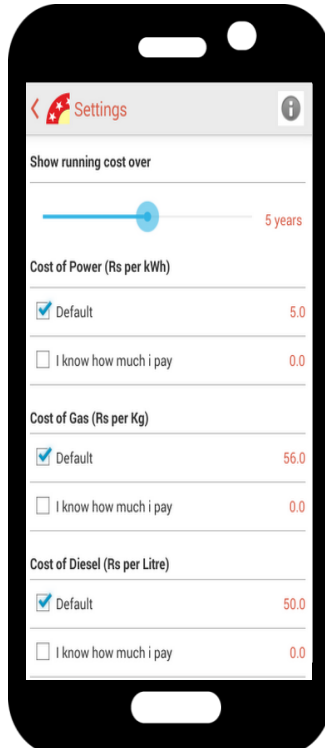 Settings
Show running cost over
5 years
Cost of Power (Rs per kWh)
Default 5.0
I know how much i pay 0.0
Cost of Gas (Rs per Kg)
Default 56.0
I know how much i pay 0.0
Cost of Diesel (Rs per Litre)
Default 50.0
I know how much i pay 0.0